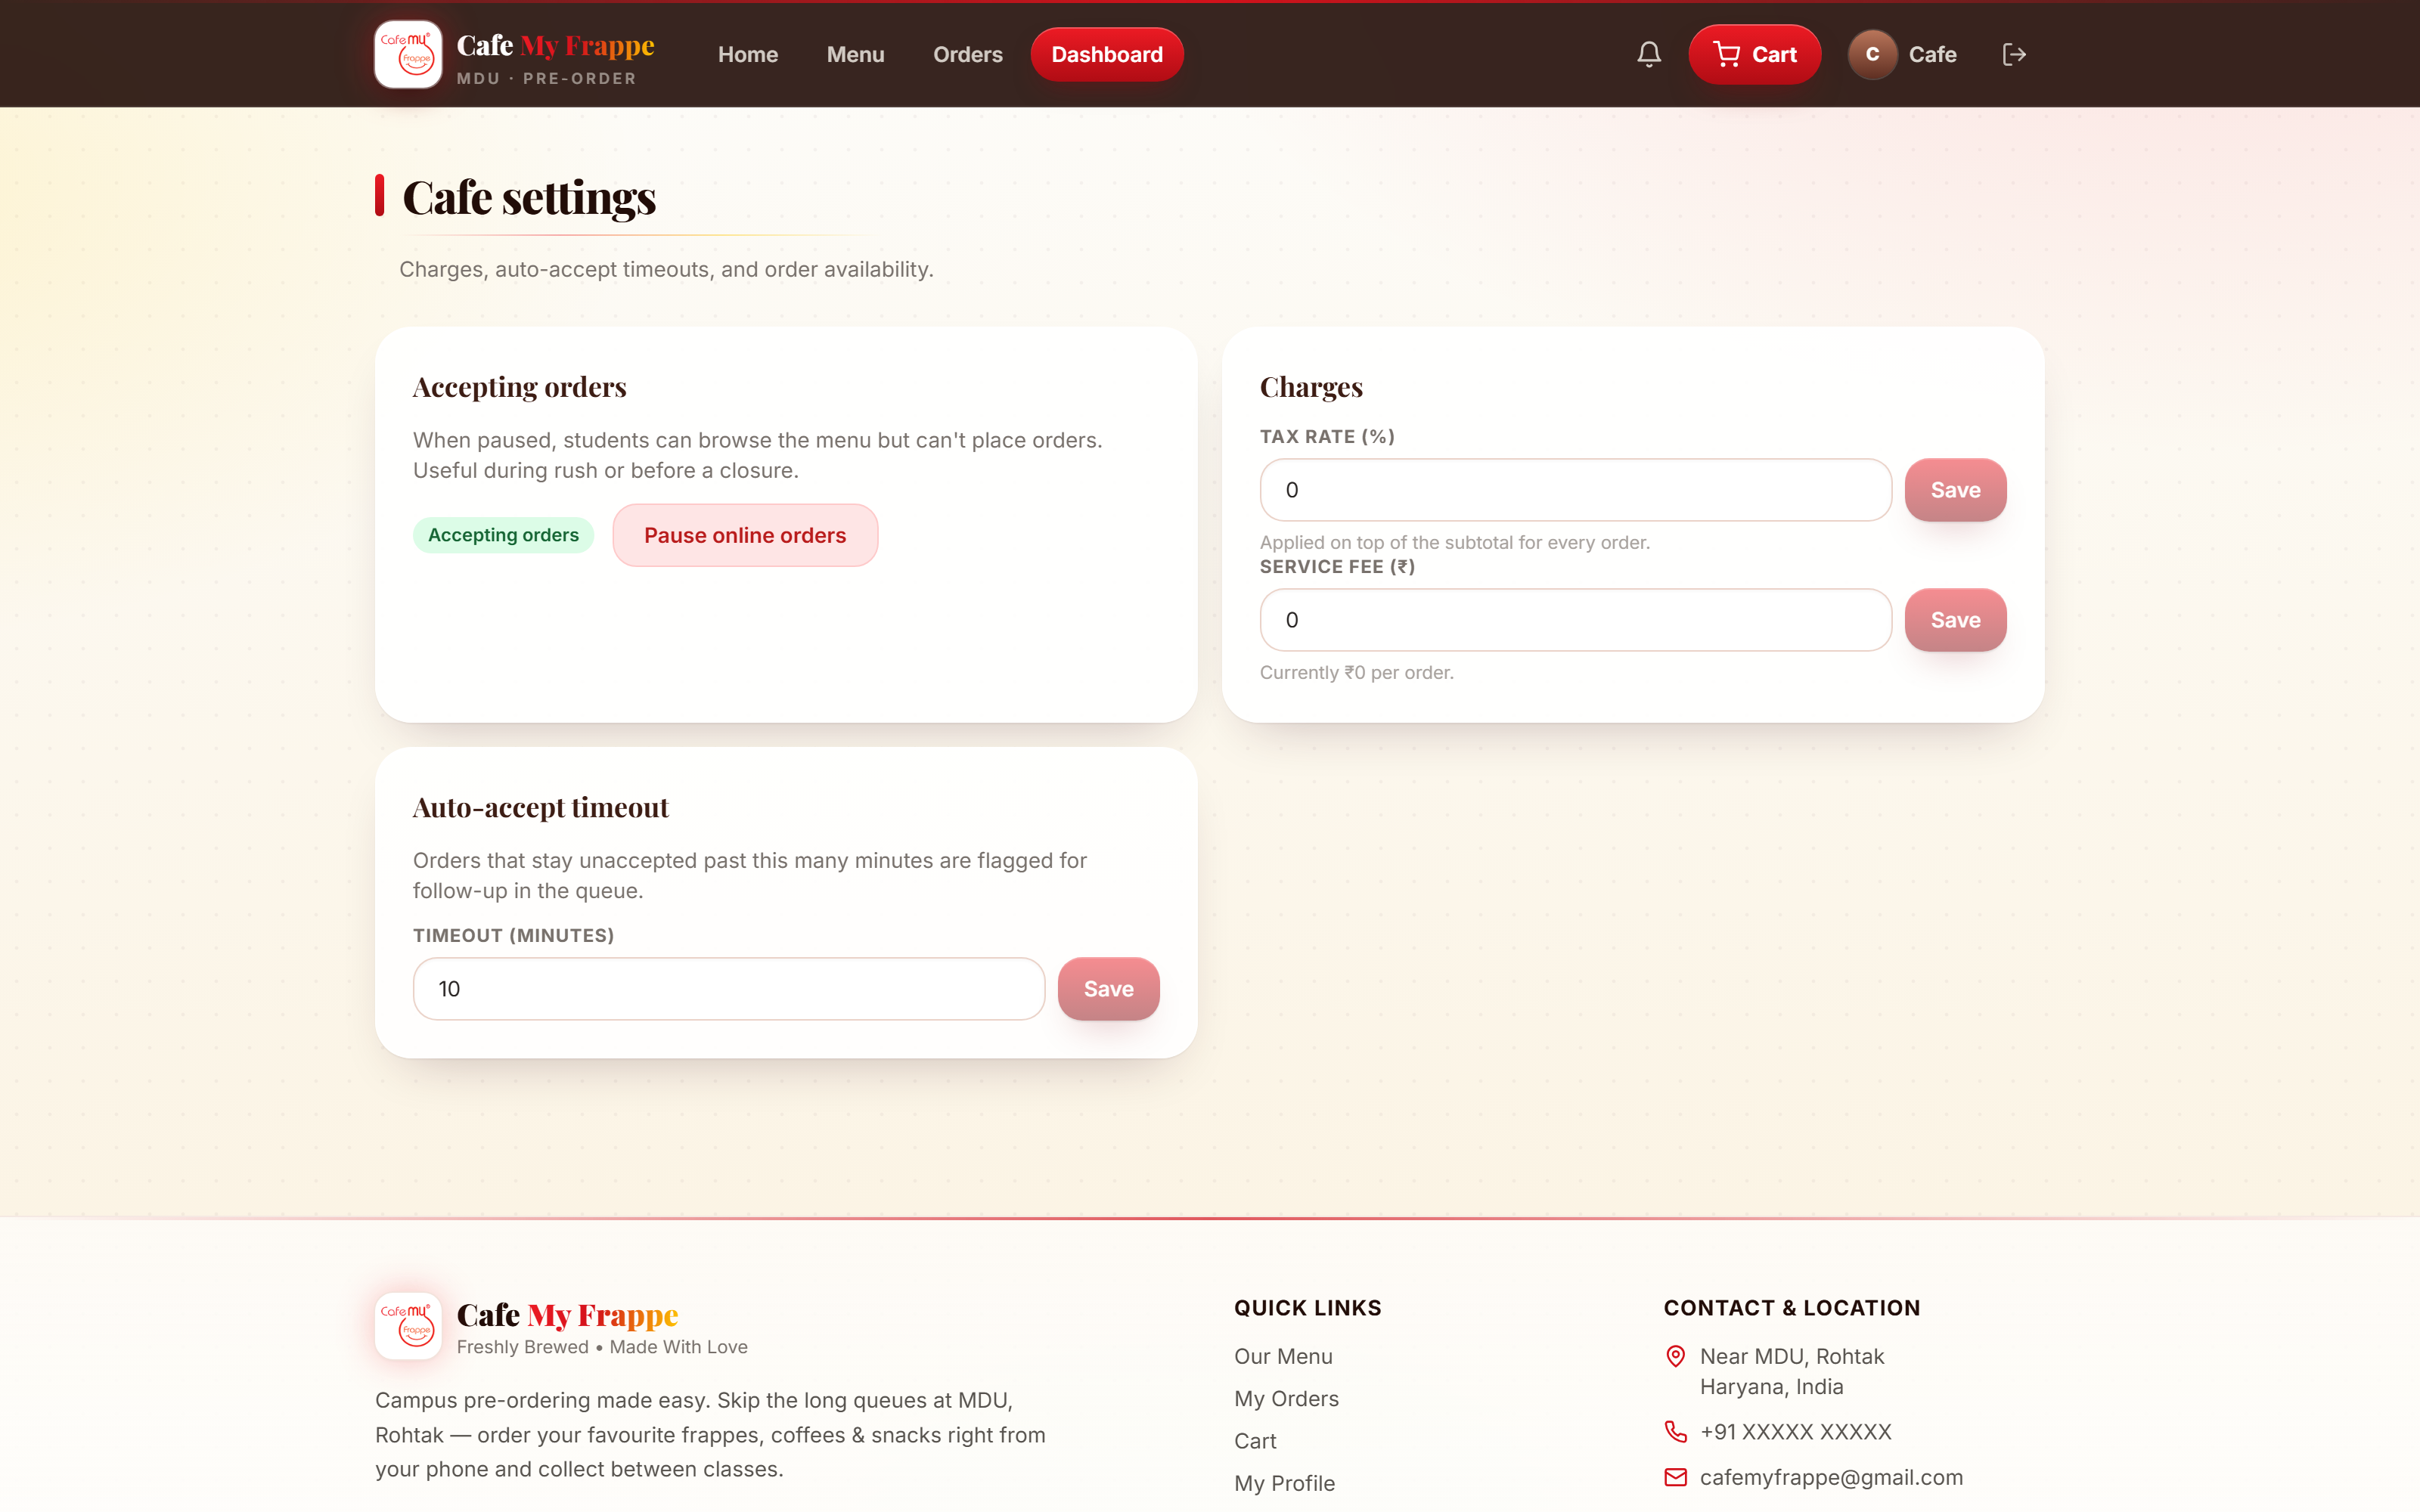 Cafe my®
Frappe
Cafe My Frappe
MDU · PRE-ORDER
Home
Menu
Orders
Dashboard
Cart
C
Cafe
Cafe settings
Charges, auto-accept timeouts, and order availability.
Accepting orders
When paused, students can browse the menu but can't place orders.
Useful during rush or before a closure.
Accepting orders
Pause online orders
Charges
TAX RATE (%)
0
Save
Applied on top of the subtotal for every order.
SERVICE FEE (₹)
0
Save
Currently ₹0 per order.
Auto-accept timeout
Orders that stay unaccepted past this many minutes are flagged for
follow-up in the queue.
TIMEOUT (MINUTES)
10
Save
Cafe my®
Frappe
Cafe My Frappe
Freshly Brewed • Made With Love
Campus pre-ordering made easy. Skip the long queues at MDU,
Rohtak — order your favourite frappes, coffees & snacks right from
your phone and collect between classes.
QUICK LINKS
Our Menu
My Orders
Cart
My Profile
CONTACT & LOCATION
Near MDU, Rohtak
Haryana, India
+91 XXXXX XXXXX
cafemyfrappe@gmail.com